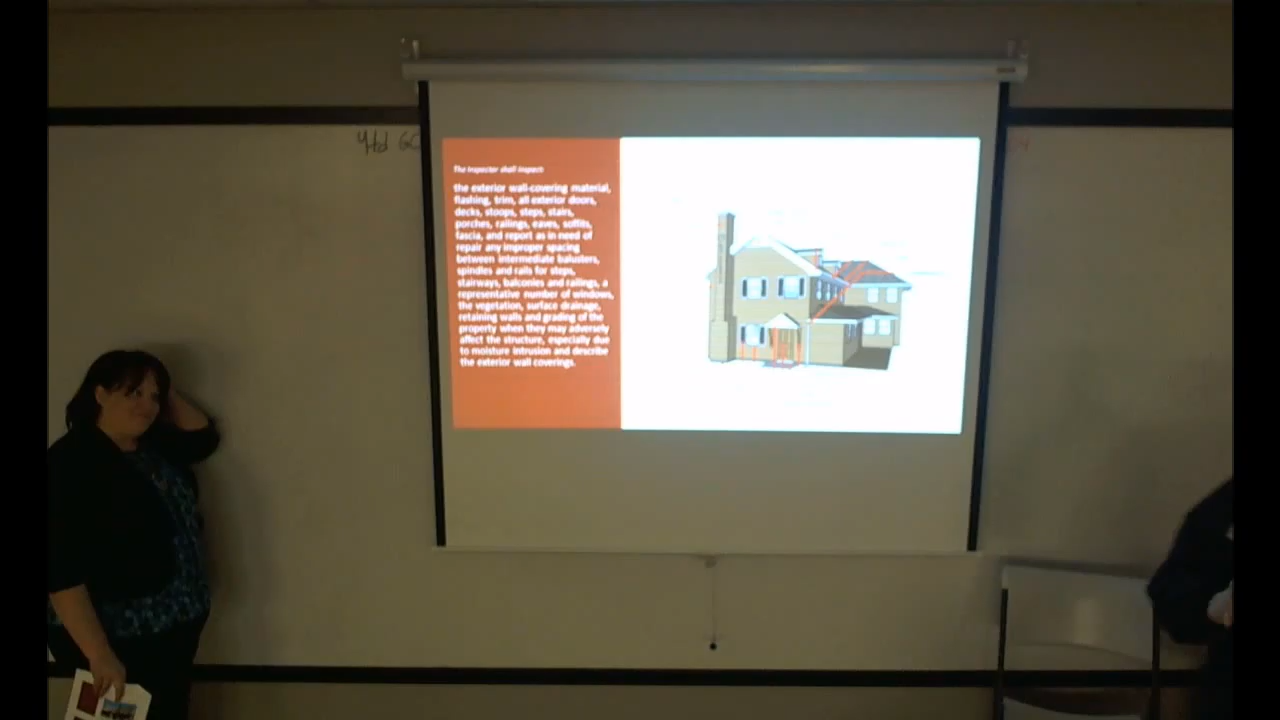 Ytd GO
The inspector shall inspect:
the exterior wall-covering material,
flashing, trim, all exterior doors,
decks, stoops, steps, stairs,
porches, railings, eaves, soffits,
fascia, and report as in need of
repair any improper spacing
between intermediate balusters,
spindles and rails for steps,
stairways, balconies and railings, a
representative number of windows,
the vegetation, surface drainage,
retaining walls and grading of the
property when they may adversely
affect the structure, especially due
to moisture intrusion and describe
the exterior wall coverings.